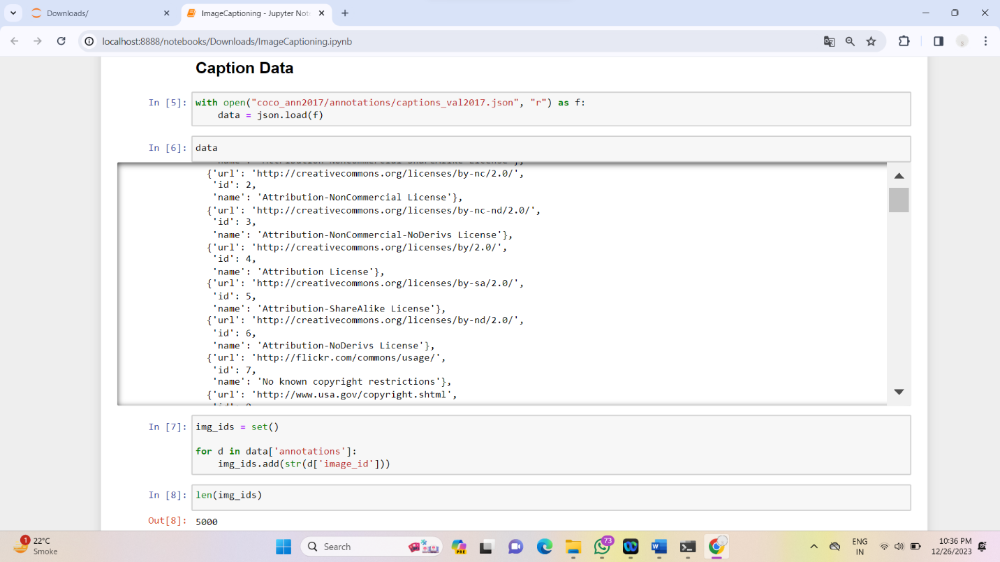 Downloads/
ImageCaptioning - Jupyter Note
localhost:8888/notebooks/Downloads/ImageCaptioning.ipynb
Caption Data
In [5]: with open("coco_ann2017/annotations/captions_val2017.json", "r") as f:
data = json.load(f)
In [6]: data
{'url': 'http://creativecommons.org/licenses/by-nc/2.0/',
'id': 2,
'name': 'Attribution-NonCommercial License'},
{'url': 'http://creativecommons.org/licenses/by-nc-nd/2.0/',
'id': 3,
'name': 'Attribution-NonCommercial-NoDerivs License'},
{'url': 'http://creativecommons.org/licenses/by/2.0/',
'id': 4,
'name': 'Attribution License'},
{'url': 'http://creativecommons.org/licenses/by-sa/2.0/',
'id': 5,
'name': 'Attribution-ShareAlike License'},
{'url': 'http://creativecommons.org/licenses/by-nd/2.0/',
'id': 6,
'name': 'Attribution-NoDerivs License'},
{'url': 'http://flickr.com/commons/usage/',
'id': 7,
'name': 'No known copyright restrictions'},
{'url': 'http://www.usa.gov/copyright.shtml',
In [7]: img_ids = set()
for d in data['annotations']:
img_ids.add(str(d['image_id']))
In [8]: len(img_ids)
Out[8]: 5000
1
22°C
Smoke
Search
PRE
73
W
ENG
IN
10:36 PM
12/26/2023